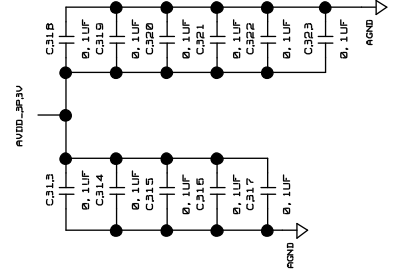 C318
0.1UF
C319
0.1UF
C320
0.1UF
C321
0.1UF
C322
0.1UF
C323
0.1UF
AGND
AVDD_3P3V
C313
0.1UF
C314
0.1UF
C315
0.1UF
C316
0.1UF
C317
0.1UF
AGND